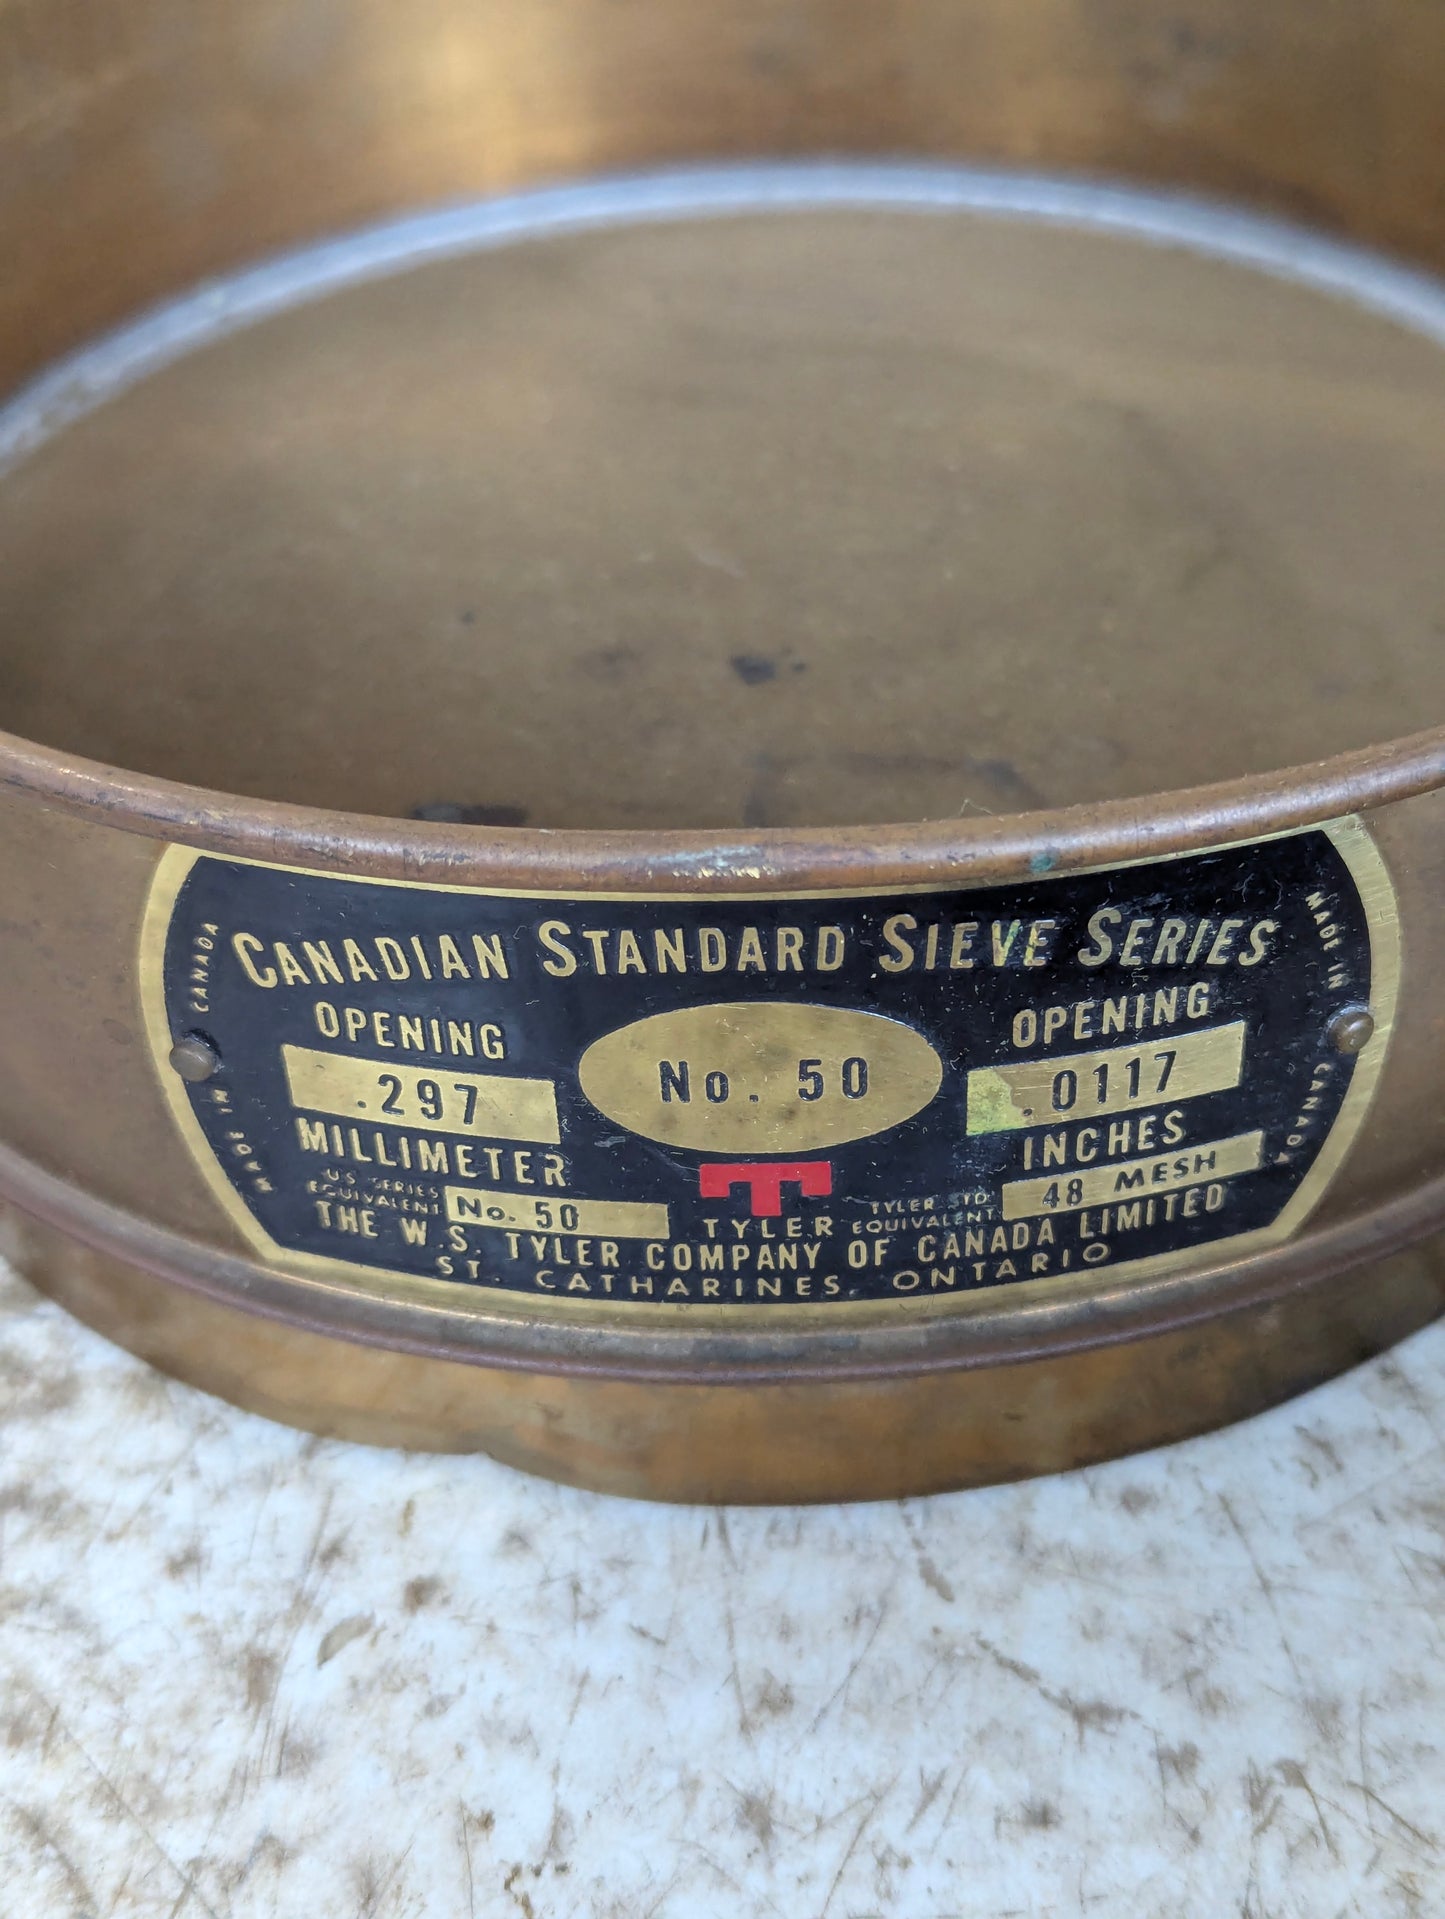 CANADIAN STANDARD SIEVE SERIES
OPENING
.297
MILLIMETER
U.S. SERIES
EQUIVALENT
No. 50
No. 50
TYLER
OPENING
.0117
INCHES
TYLER STD.
EQUIVALENT
48 MESH
THE W. S. TYLER COMPANY OF CANADA LIMITED
ST. CATHARINES, ONTARIO
MADE IN CANADA
MADE IN CANADA